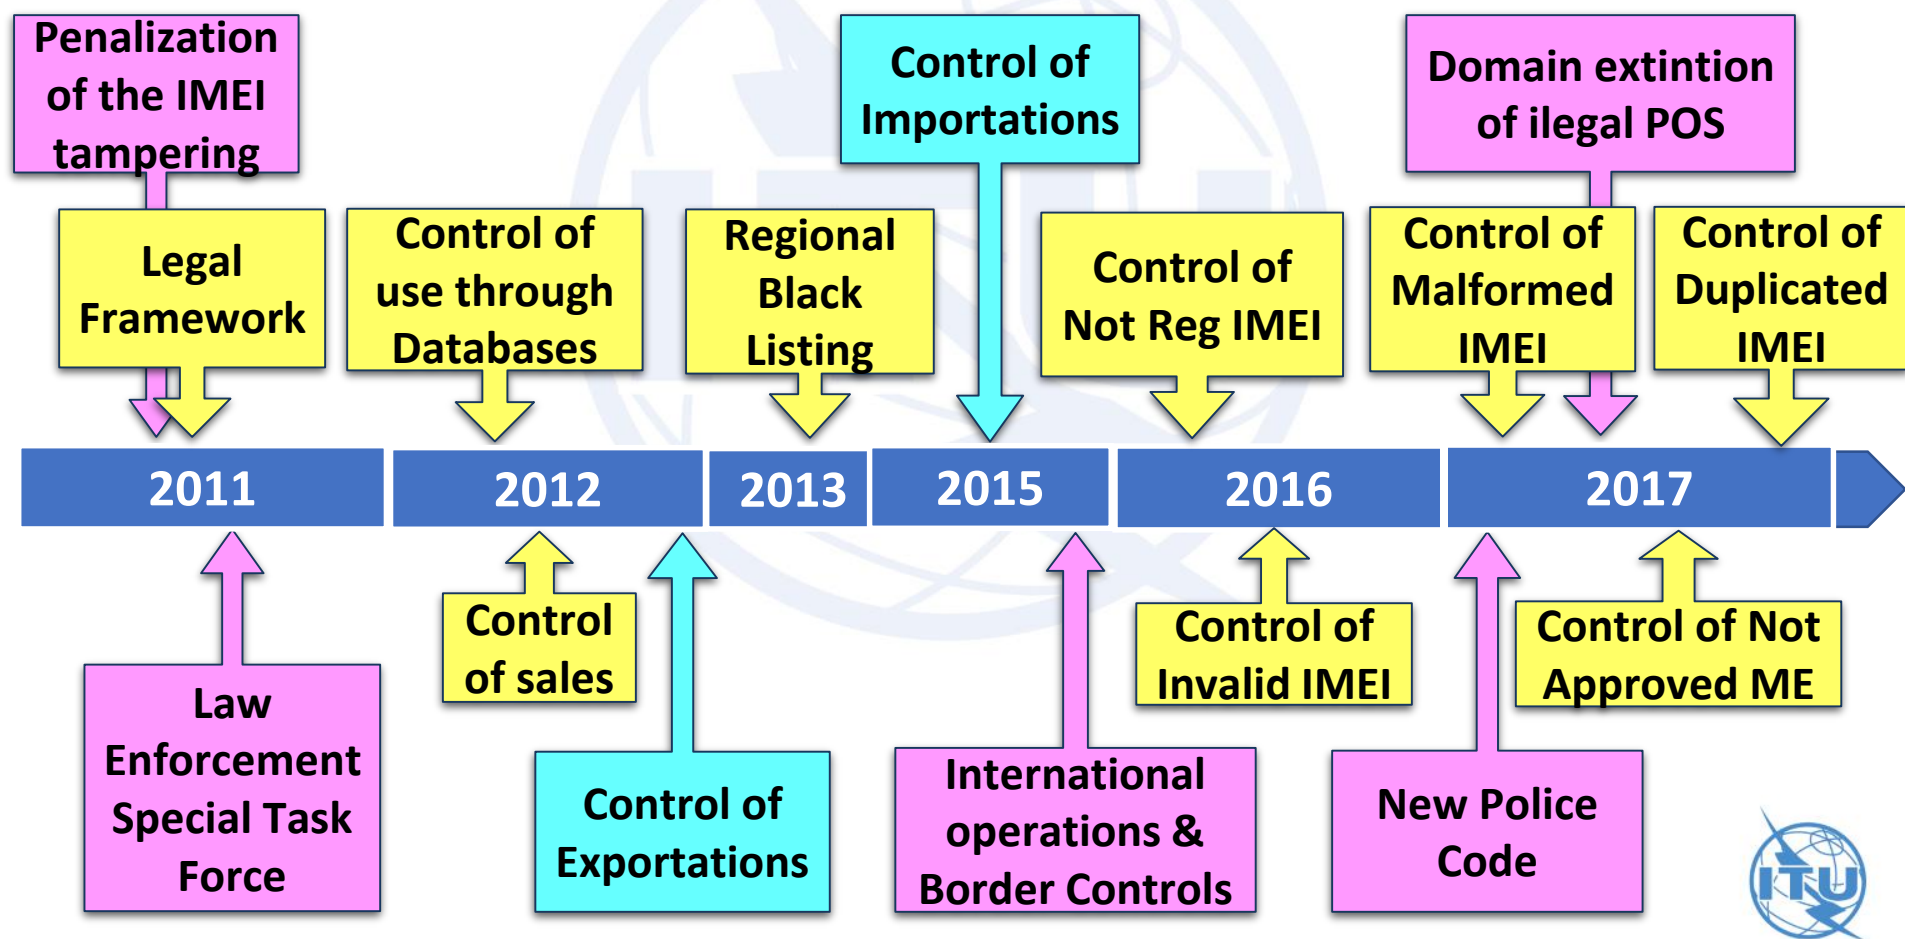 Penalization
of the IMEI
tampering
Control of
Importations
Domain extintion
of ilegal POS
Legal
Framework
Control of
use through
Databases
Regional
Black
Listing
Control of
Not Reg IMEI
Control of
Malformed
IMEI
Control of
Duplicated
IMEI
2011
2012
2013
2015
2016
2017
Law
Enforcement
Special Task
Force
Control
of sales
Control of
Exportations
International
operations &
Border Controls
Control of
Invalid IMEI
New Police
Code
Control of Not
Approved ME
ITU
ITU